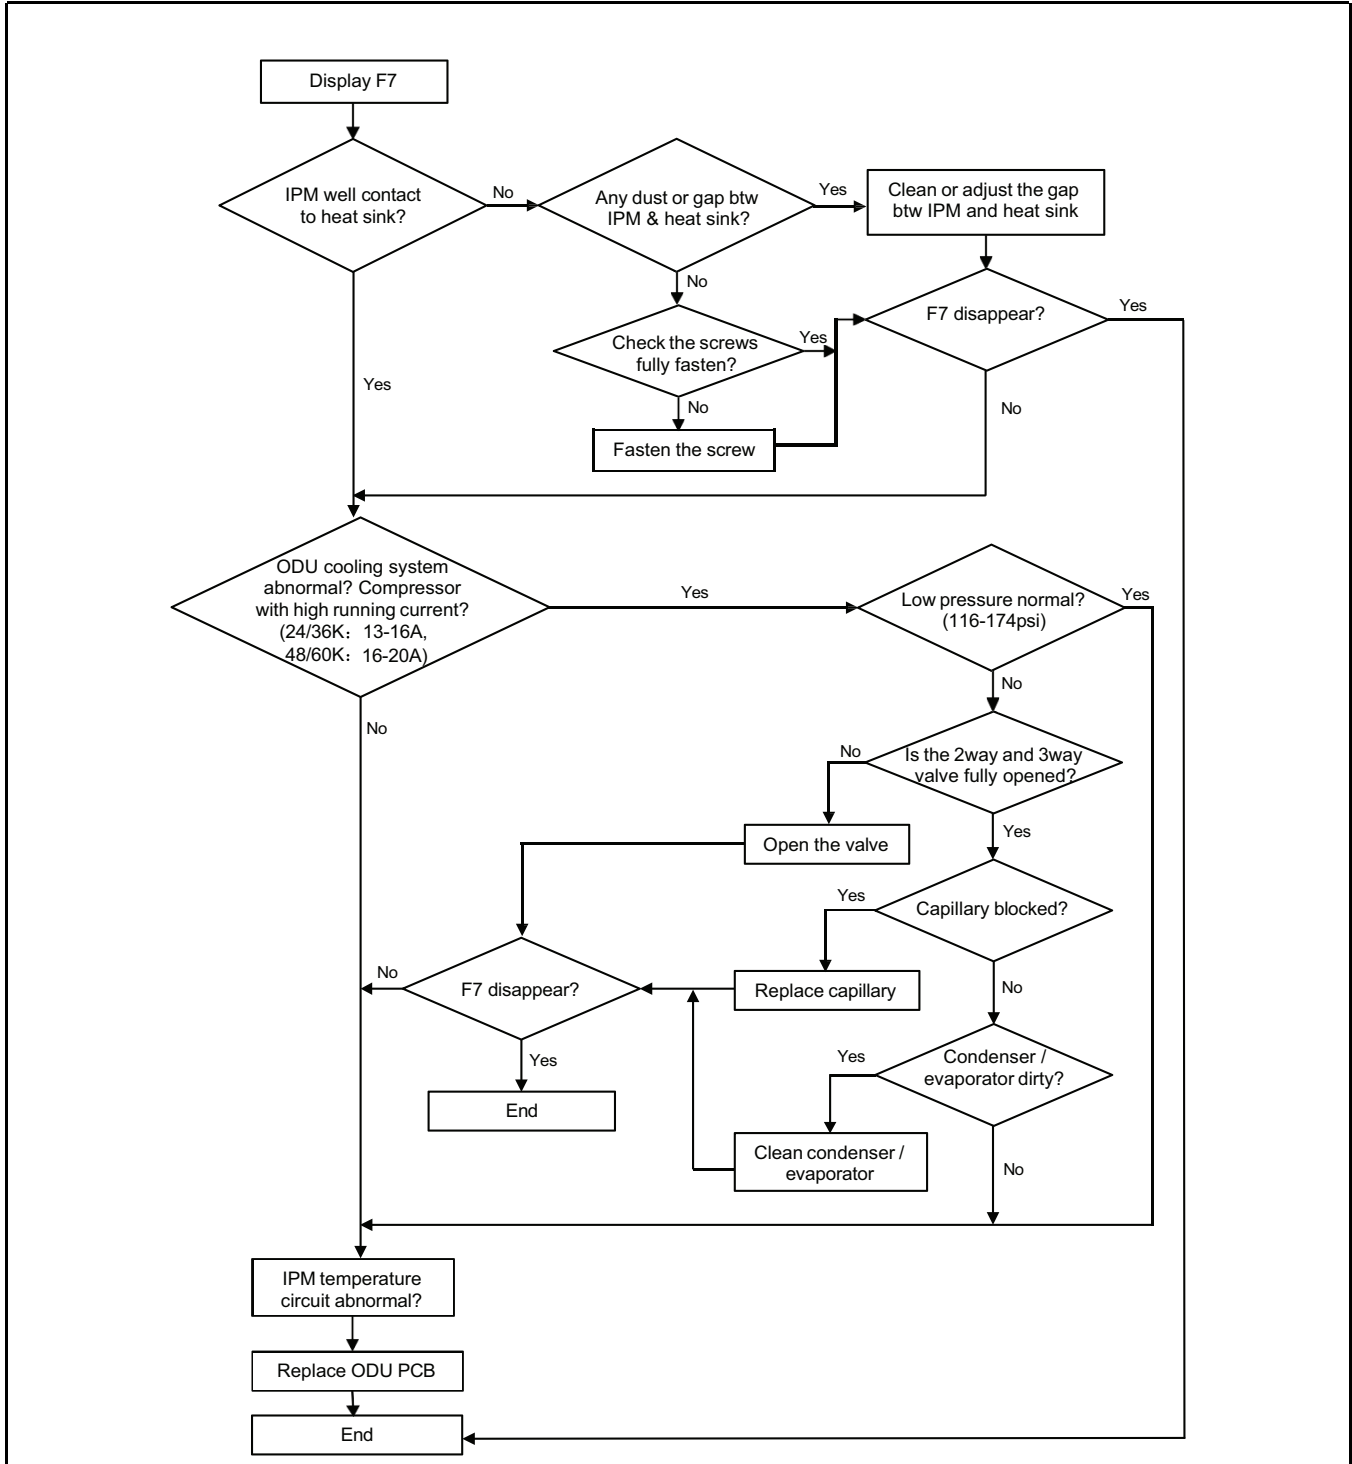 Display F7
IPM well contact
to heat sink?
No
Any dust or gap btw
IPM & heat sink?
Yes
Clean or adjust the gap
btw IPM and heat sink
No
Check the screws
fully fasten?
Yes
F7 disappear?
Yes
Yes
No
Fasten the screw
No
ODU cooling system
abnormal? Compressor
with high running current?
(24/36K：13-16A,
48/60K：16-20A)
Yes
Low pressure normal?
(116-174psi)
Yes
No
No
Is the 2way and 3way
valve fully opened?
No
Yes
Open the valve
Capillary blocked?
Yes
No
Replace capillary
F7 disappear?
No
Yes
End
Condenser /
evaporator dirty?
Yes
Clean condenser /
evaporator
No
IPM temperature
circuit abnormal?
Replace ODU PCB
End